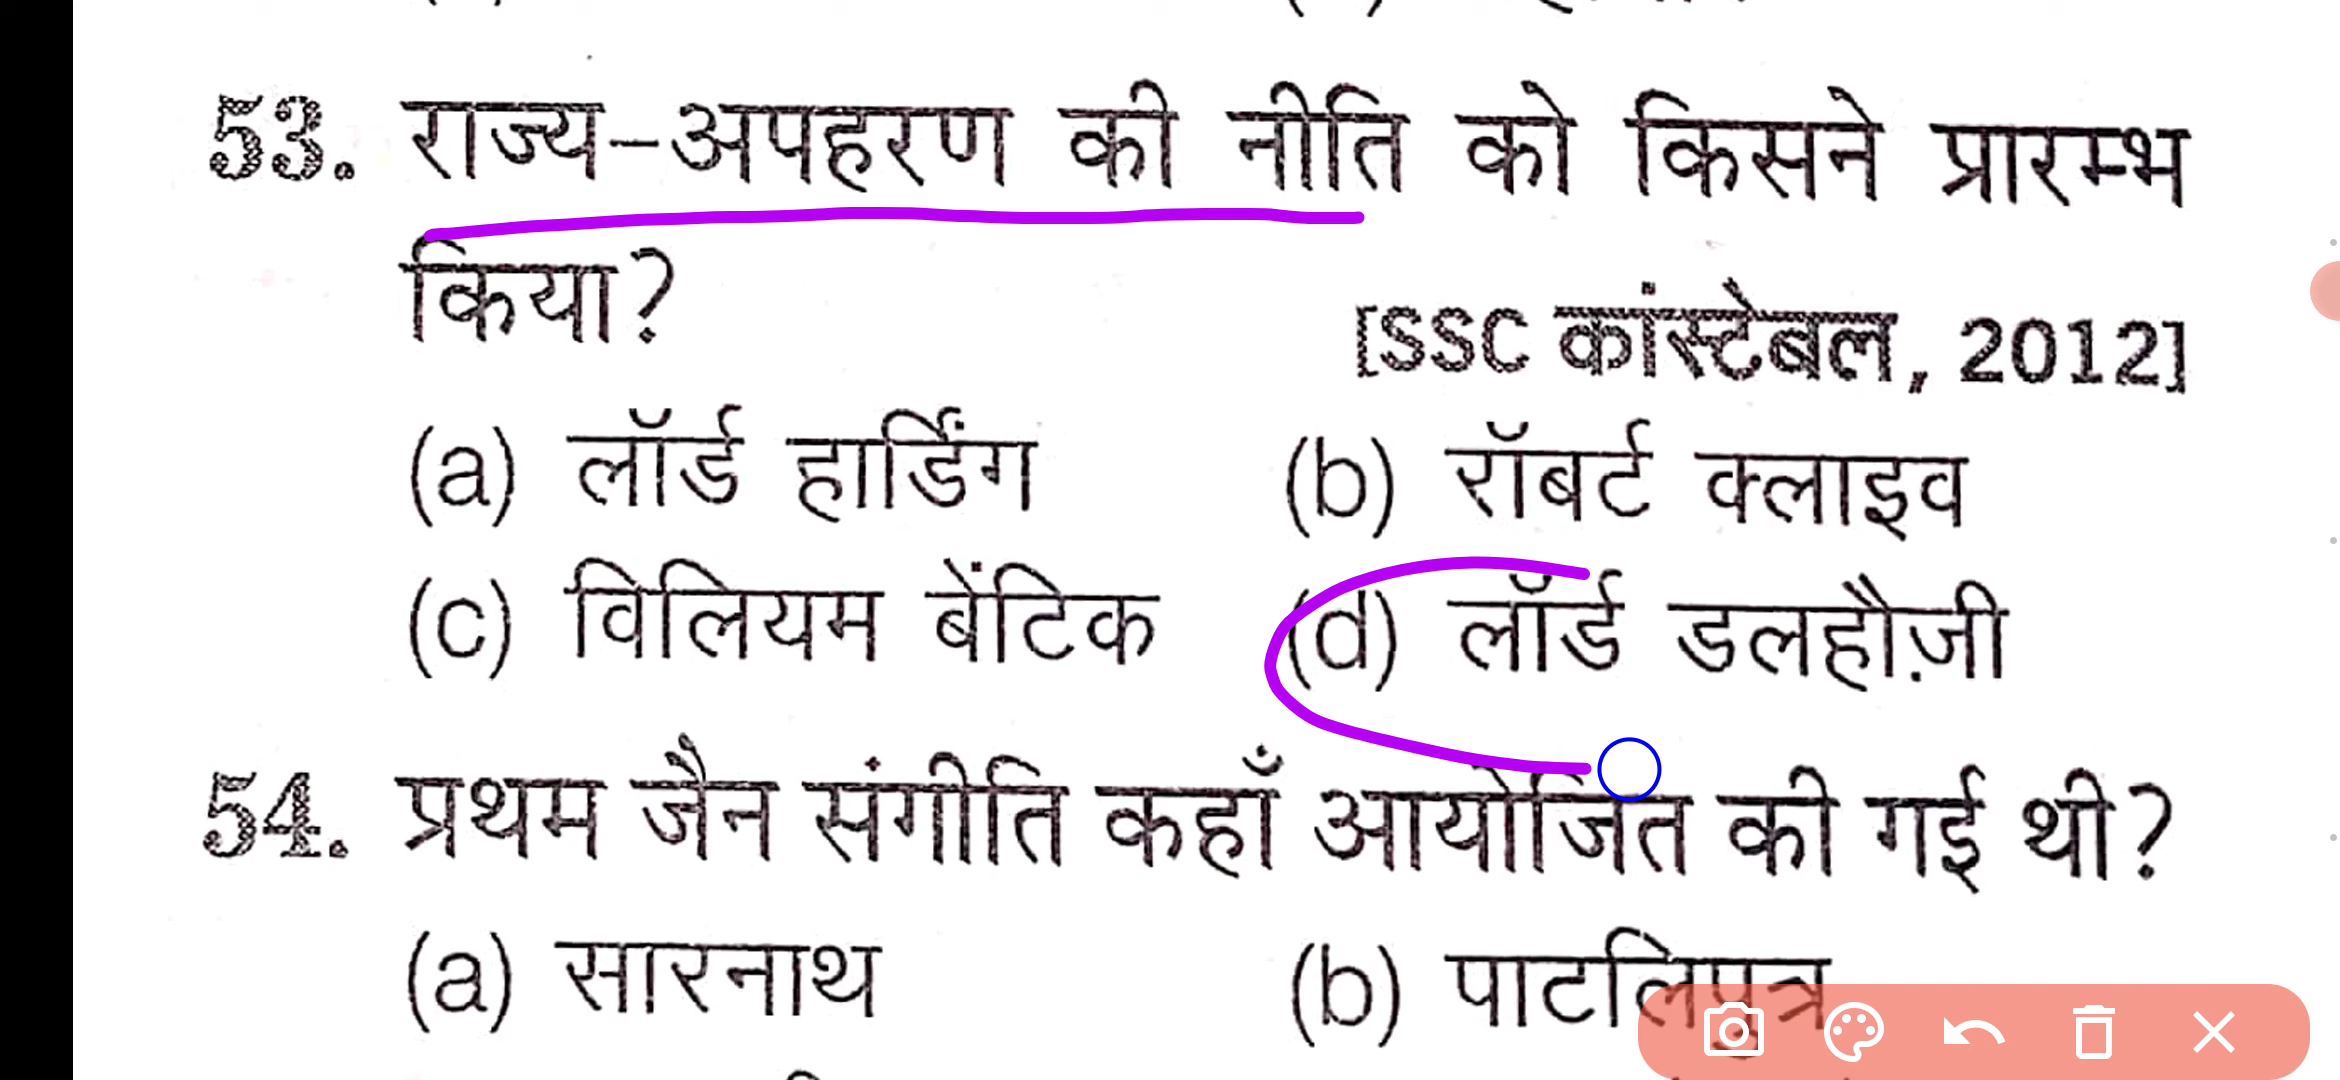 53. राज्य-अपहरण की नीति को किसने प्रारम्भ
किया?
[SSC कांस्टेबल, 2012]
(a) लॉर्ड हार्डिंग (b) रॉबर्ट क्लाइव
(c) विलियम बेंटिक (d) लॉर्ड डलहौज़ी
54. प्रथम जैन संगीति कहाँ आयोजित की गई थी?
(a) सारनाथ (b) पाटलिपुत्र